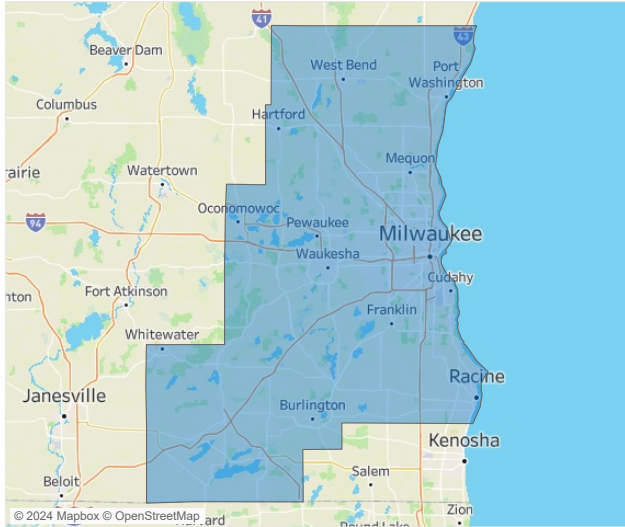 41
43
Beaver Dam
West Bend
Port
Washington
Columbus
Hartford
rairie
Watertown
Mequon
Oconomowoc
94
Pewaukee
Milwaukee
Waukesha
Cudahy
nton
Fort Atkinson
Franklin
Whitewater
Janesville
Racine
Burlington
Kenosha
Salem
Beloit
Zion
© 2024 Mapbox © OpenStreetMap